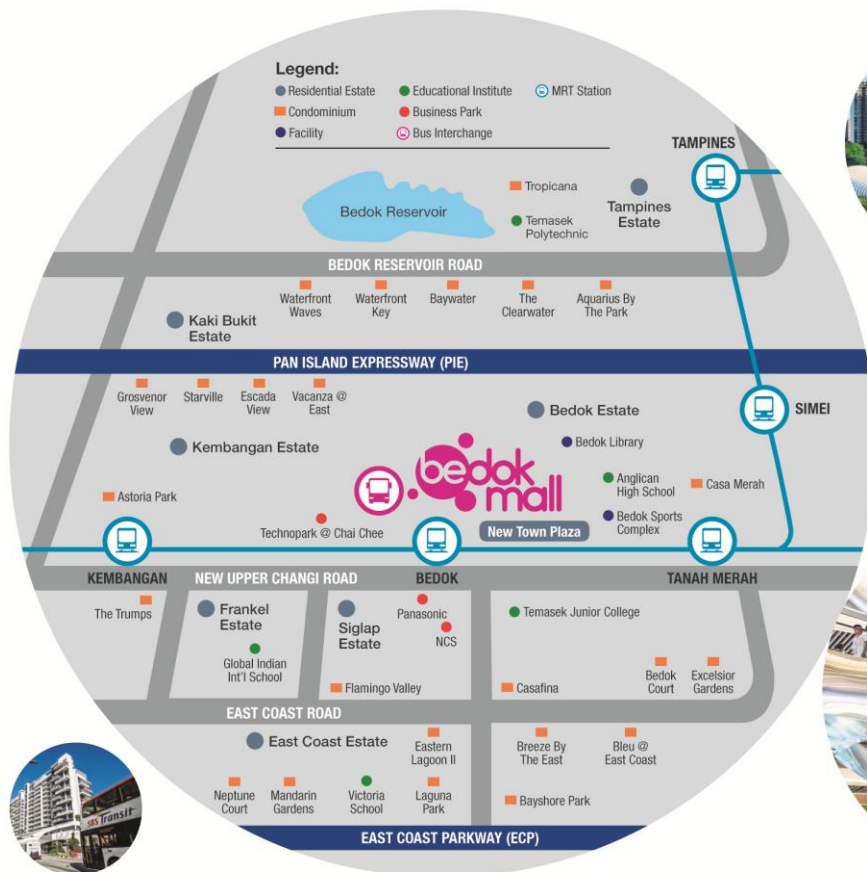 Legend:
Residential Estate
Educational Institute
MRT Station
Condominium
Business Park
Facility
Bus Interchange
TAMPINES
Tropicana
Bedok Reservoir
Temasek
Polytechnic
Tampines
Estate
BEDOK RESERVOIR ROAD
Waterfront
Waves
Waterfront
Key
Baywater
The
Clearwater
Aquarius By
The Park
Kaki Bukit
Estate
PAN ISLAND EXPRESSWAY (PIE)
Grosvenor
View
Starville
Escada
View
Vacanza @
East
Bedok Estate
SIMEI
Kembangan Estate
Bedok Library
bedok
mall
Anglican
High School
Casa Merah
Astoria Park
Technopark @ Chai Chee
New Town Plaza
Bedok Sports
Complex
KEMBANGAN
NEW UPPER CHANGI ROAD
BEDOK
TANAH MERAH
The Trumps
Frankel
Estate
Siglap
Estate
Panasonic
NCS
Temasek Junior College
Global Indian
Int'l School
Flamingo Valley
Casafina
Bedok
Court
Excelsior
Gardens
EAST COAST ROAD
East Coast Estate
Eastern
Lagoon II
Breeze By
The East
Bleu @
East Coast
Neptune
Court
Mandarin
Gardens
Victoria
School
Laguna
Park
Bayshore Park
SBS Transit
EAST COAST PARKWAY (ECP)